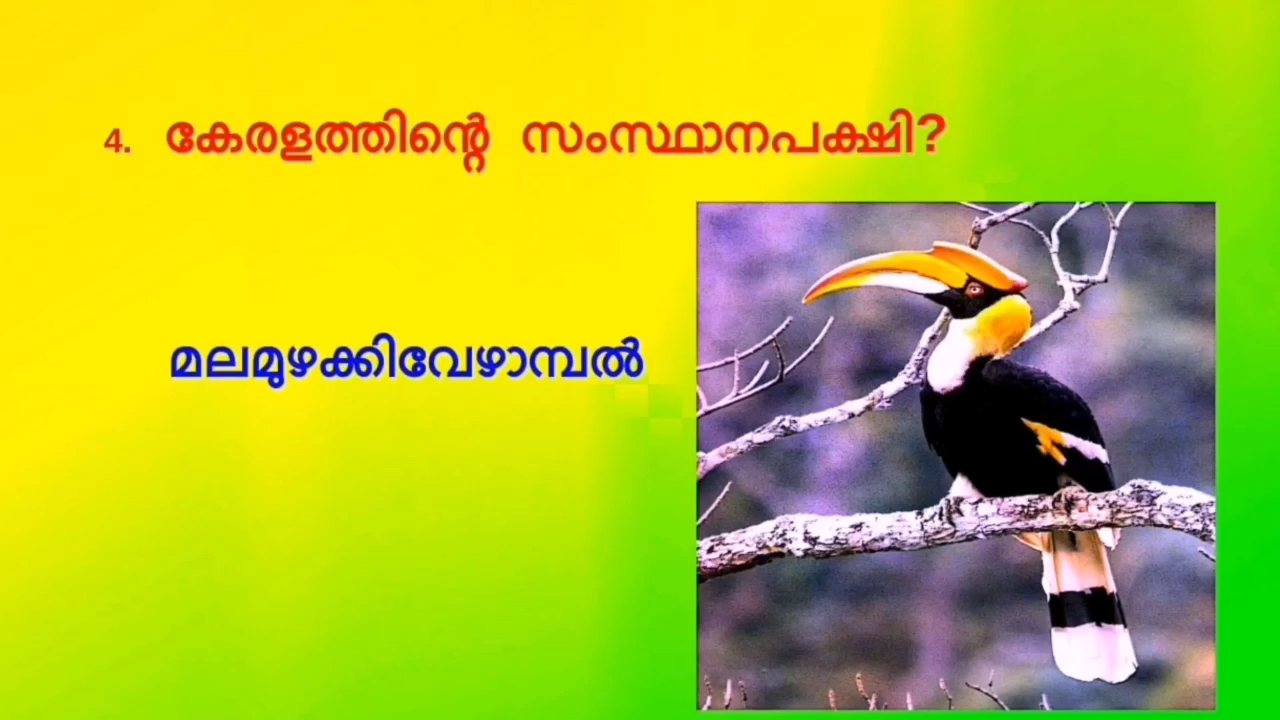 4. കേരളത്തിന്റെ സംസ്ഥാനപക്ഷി?
മലമുഴക്കിവേഴാമ്പൽ